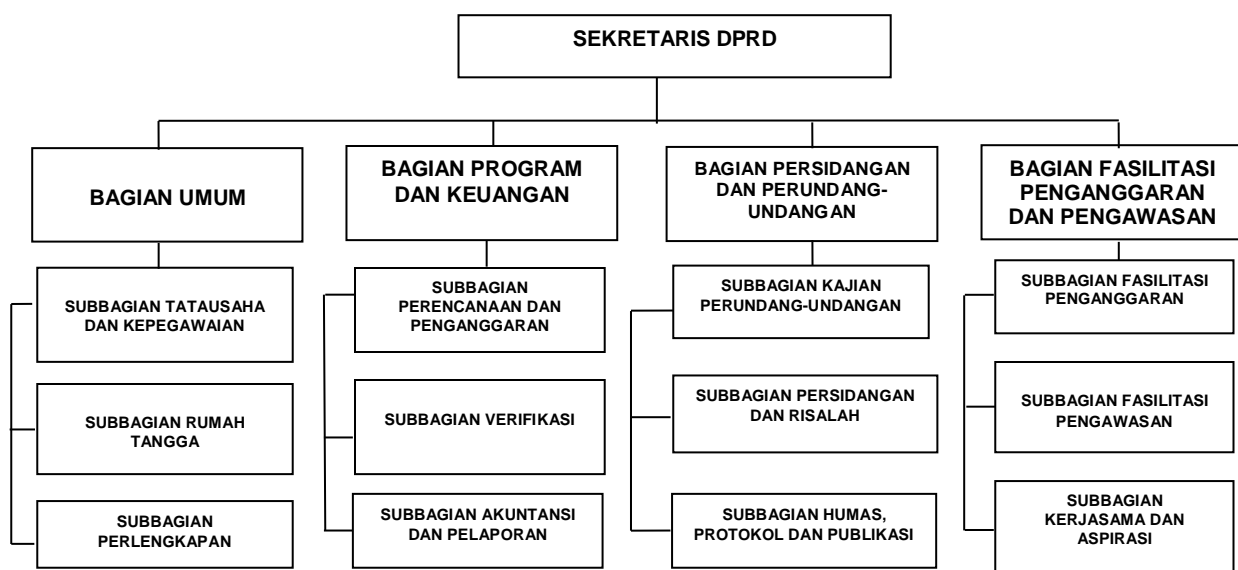 SEKRETARIS DPRD
BAGIAN UMUM
BAGIAN PROGRAM
DAN KEUANGAN
BAGIAN PERSIDANGAN
DAN PERUNDANG-
UNDANGAN
BAGIAN FASILITASI
PENGANGGARAN
DAN PENGAWASAN
SUBBAGIAN TATAUSAHA
DAN KEPEGAWAIAN
SUBBAGIAN
PERENCANAAN DAN
PENGANGGARAN
SUBBAGIAN KAJIAN
PERUNDANG-UNDANGAN
SUBBAGIAN FASILITASI
PENGANGGARAN
SUBBAGIAN RUMAH
TANGGA
SUBBAGIAN VERIFIKASI
SUBBAGIAN PERSIDANGAN
DAN RISALAH
SUBBAGIAN FASILITASI
PENGAWASAN
SUBBAGIAN
PERLENGKAPAN
SUBBAGIAN AKUNTANSI
DAN PELAPORAN
SUBBAGIAN HUMAS,
PROTOKOL DAN PUBLIKASI
SUBBAGIAN
KERJASAMA DAN
ASPIRASI